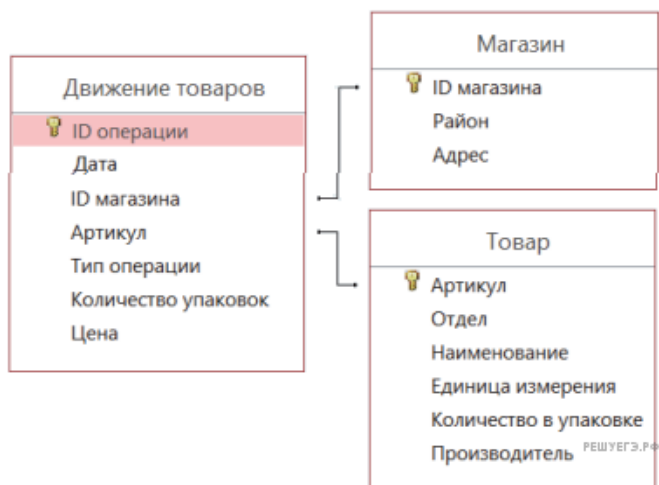 Движение товаров
ID операции
Дата
ID магазина
Артикул
Тип операции
Количество упаковок
Цена
Магазин
ID магазина
Район
Адрес
Товар
Артикул
Отдел
Наименование
Единица измерения
Количество в упаковке
Производитель
РЕШУЕГЭ.РФ